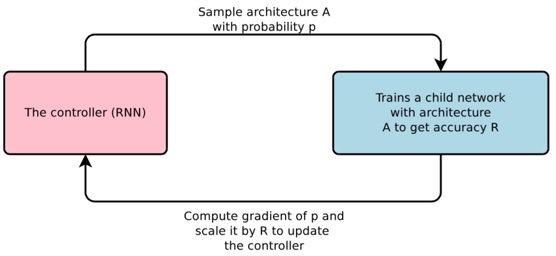 Sample architecture A
with probability p
The controller (RNN)
Trains a child network
with architecture
A to get accuracy R
Compute gradient of p and
scale it by R to update
the controller